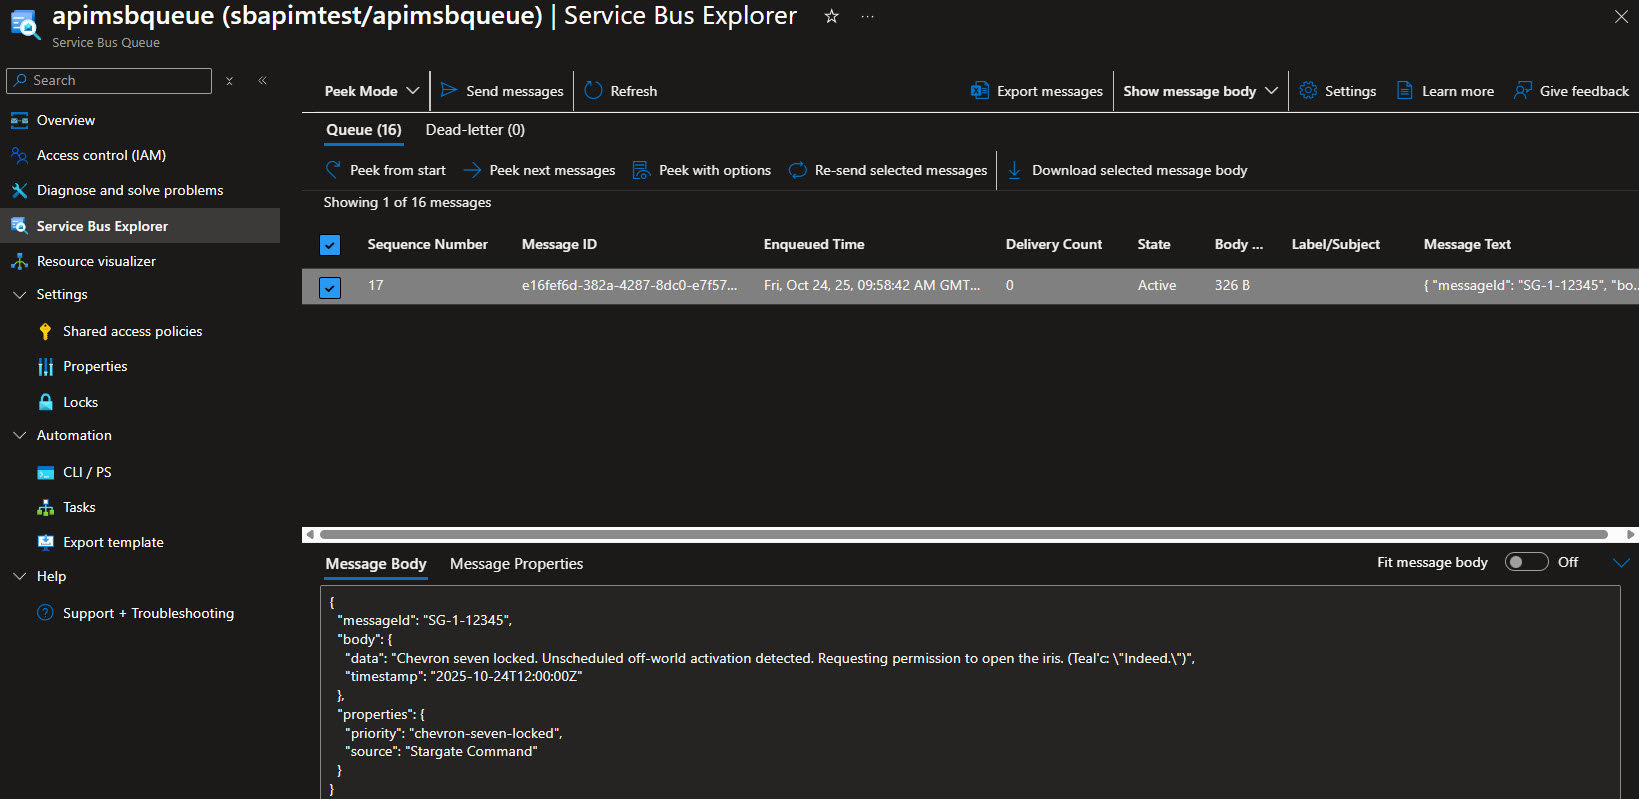 apimsbqueue (sbapimtest/apimsbqueue) | Service Bus Explorer ☆ ···
Service Bus Queue
Search
Overview
Access control (IAM)
Diagnose and solve problems
Service Bus Explorer
Resource visualizer
Settings
Shared access policies
Properties
Locks
Automation
CLI / PS
Tasks
Export template
Help
Support + Troubleshooting
Peek Mode Send messages Refresh Export messages Show message body Settings Learn more Give feedback
Queue (16) Dead-letter (0)
Peek from start Peek next messages Peek with options Re-send selected messages Download selected message body
Showing 1 of 16 messages
Sequence Number Message ID Enqueued Time Delivery Count State Body ... Label/Subject Message Text
17 e16fef6d-382a-4287-8dc0-e7f57... Fri, Oct 24, 25, 09:58:42 AM GMT... 0 Active 326 B { "messageId": "SG-1-12345", "bo...
Message Body Message Properties Fit message body Off
{
"messageId": "SG-1-12345",
"body": {
"data": "Chevron seven locked. Unscheduled off-world activation detected. Requesting permission to open the iris. (Teal'c: \"Indeed.\")",
"timestamp": "2025-10-24T12:00:00Z"
},
"properties": {
"priority": "chevron-seven-locked",
"source": "Stargate Command"
}
}